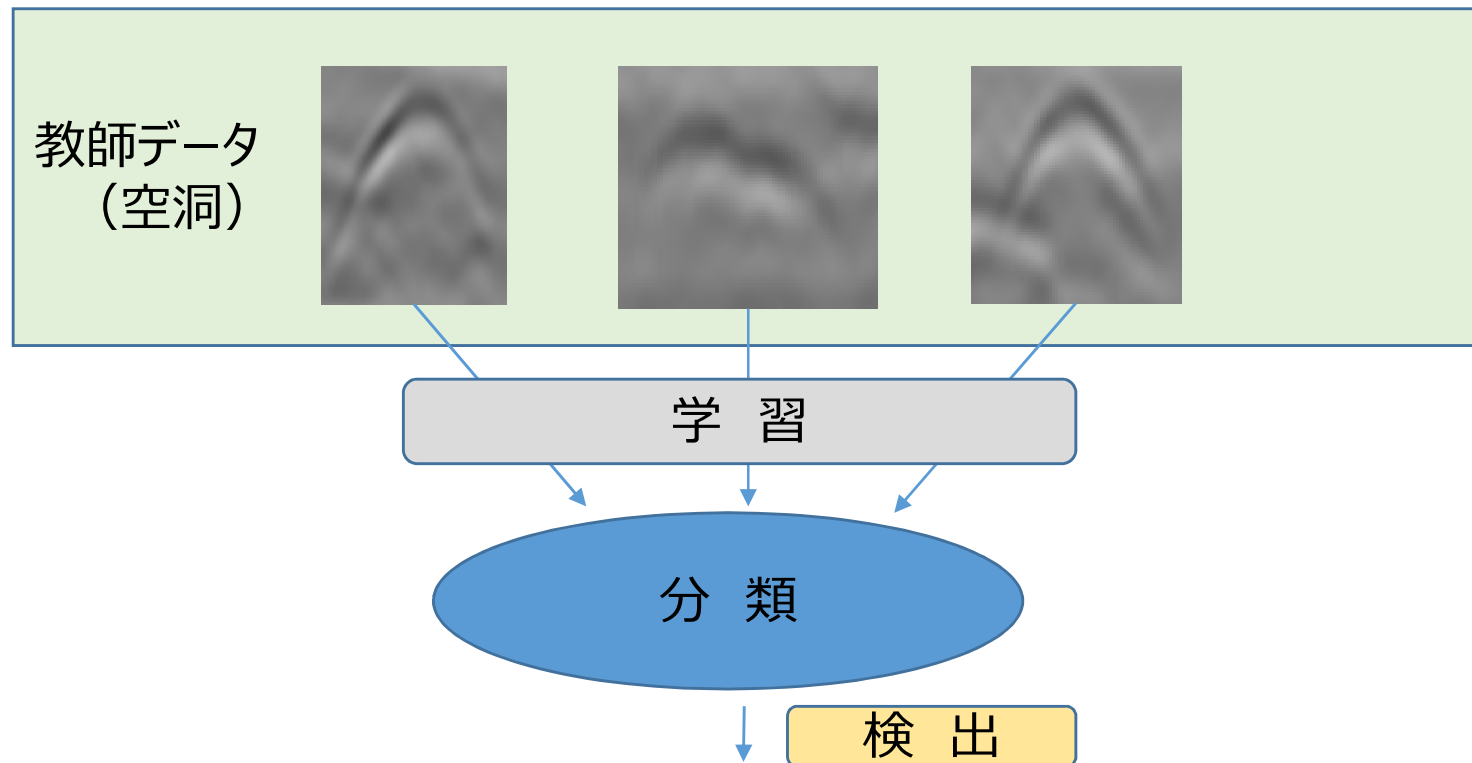 教師データ
（空洞）
学　習
分　類
検　出